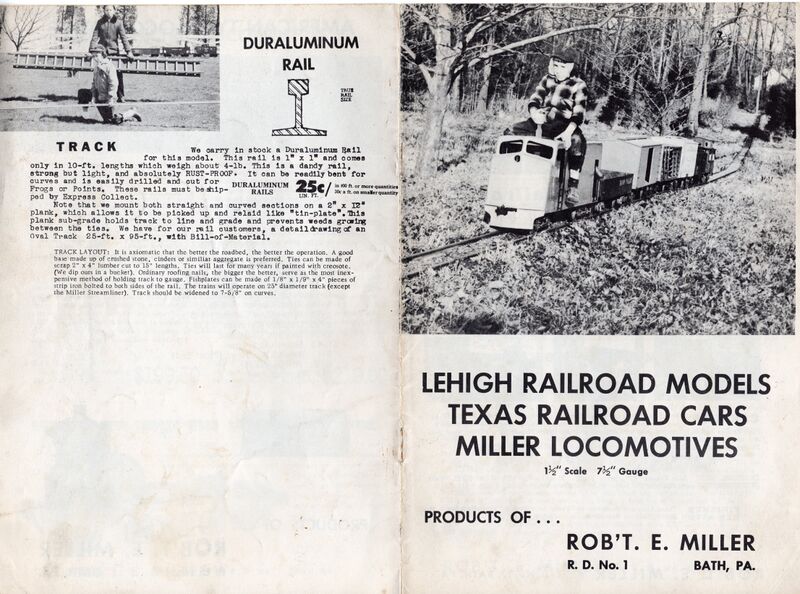 DURALUMINUM
RAIL
TRUE
RAIL
SIZE
TRACK
We carry in stock a Duraluminum Rail
for this model. This rail is 1" x 1" and comes
only in 10-ft. lengths which weigh about 4-lb. This is a dandy rail,
strong but light, and absolutely RUST-PROOF. It can be readily bent for
curves and is easily drilled and cut for
Frogs or Points. These rails must be ship-
ped by Express Collect.
DURALUMINUM
RAILS
25¢/
LIN. FT.
in 100 ft. or more quantities
30c a ft. on smaller quantity
Note that we mount both straight and curved sections on a 2" x 12"
plank, which allows it to be picked up and relaid like "tin-plate". This
plank sub-grade holds track to line and grade and prevents weeds growing
between the ties. We have for our rail customers, a detail drawing of an
Oval Track 25-ft. x 95-ft., with Bill-of-Material.
TRACK LAYOUT: It is axiomatic that the better the roadbed, the better the operation. A good
base made up of crushed stone, cinders or similiar aggregate is preferred. Ties can be made of
scrap 2" x 4" lumber cut to 15" lengths. Ties will last for many years if painted with creosote.
(We dip ours in a bucket). Ordinary roofing nails, the bigger the better, serve as the most inex-
pensive method of holding track to gauge. Fishplates can be made of 1/8" x 1/9" x 4" pieces of
strip iron bolted to both sides of the rail. The trains will operate on 25" diameter track (except
the Miller Streamliner). Track should be widened to 7-5/8" on curves.
LEHIGH RAILROAD MODELS
TEXAS RAILROAD CARS
MILLER LOCOMOTIVES
1½" Scale 7½" Gauge
PRODUCTS OF . . .
ROB'T. E. MILLER
R. D. No. 1 BATH, PA.